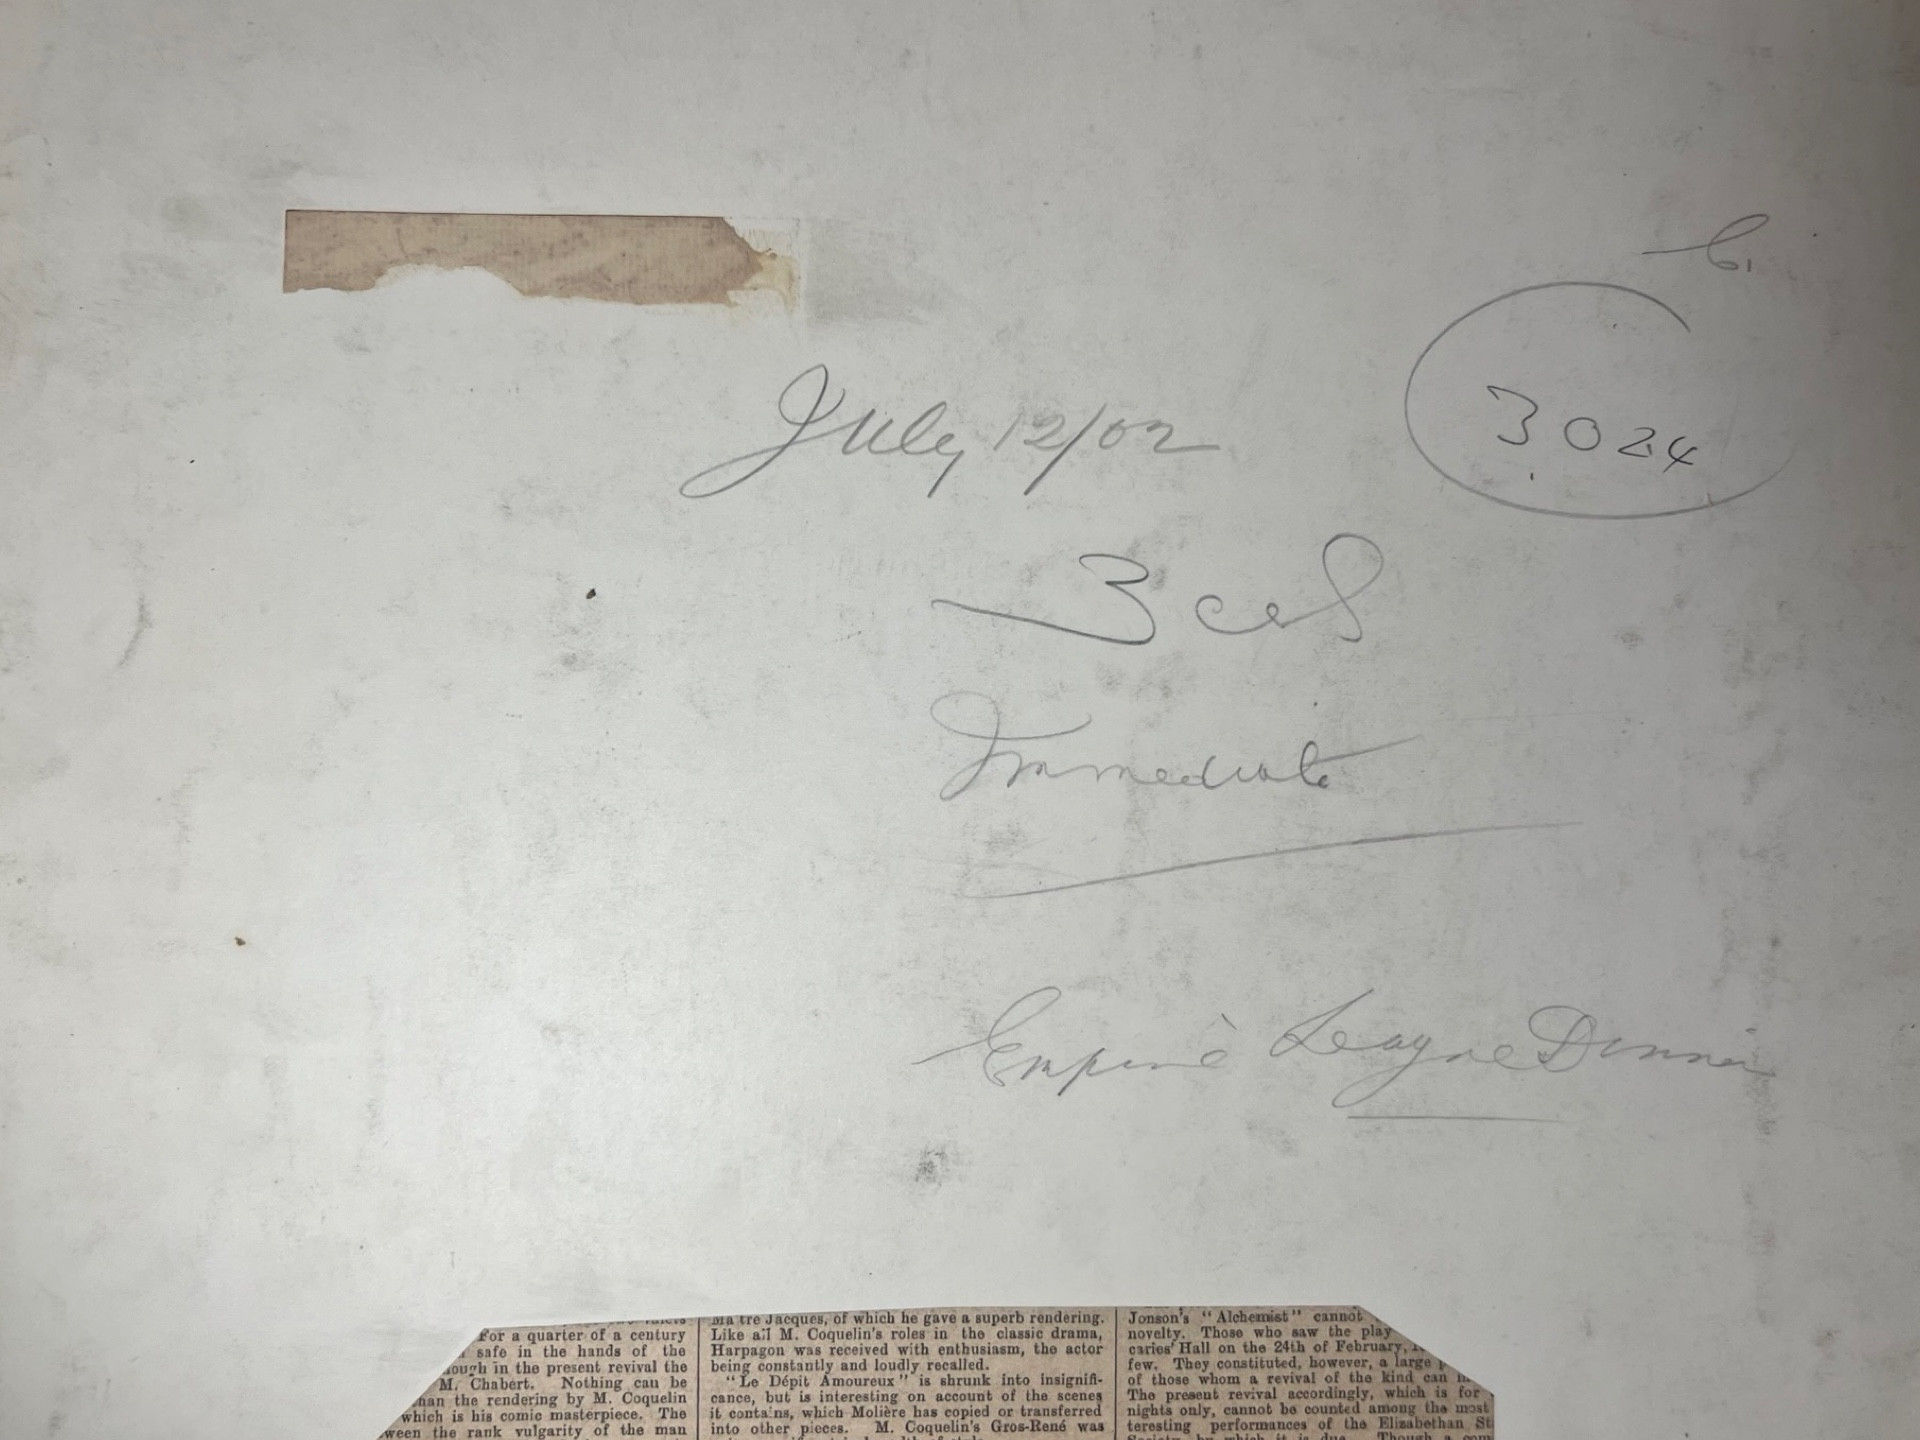 C.
3024
July 12/02
3 col
Immediate
Empire League Dinner
For a quarter of a century
safe in the hands of the
in the present revival the
M. Chabert. Nothing can be
than the rendering by M. Coquelin
which is his comic masterpiece. The
the rank vulgarity of the man
Jacques, of which he gave a superb rendering.
Like all M. Coquelin's roles in the classic drama,
Harpagon was received with enthusiasm, the actor
being constantly and loudly recalled.
"Le Dépit Amoureux" is shrunk into insignifi-
cance, but is interesting on account of the scenes
it contains, which Molière has copied or transferred
into other pieces. M. Coquelin's Gros-René was
Jonson's "Alchemist" cannot
novelty. Those who saw the play
caries' Hall on the 24th of February,
few. They constituted, however, a large
of those whom a revival of the kind can
The present revival accordingly, which is for
nights only, cannot be counted among the most
teresting performances of the Elizabethan St